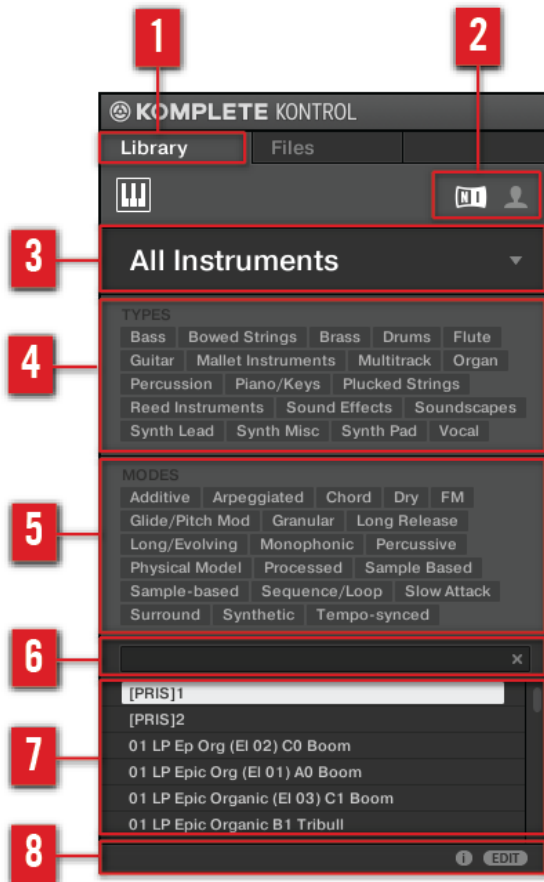 1 2
KOMPLETE KONTROL
Library Files
NI
3
All Instruments
TYPES
4
Bass Bowed Strings Brass Drums Flute
Guitar Mallet Instruments Multitrack Organ
Percussion Piano/Keys Plucked Strings
Reed Instruments Sound Effects Soundscapes
Synth Lead Synth Misc Synth Pad Vocal
MODES
5
Additive Arpeggiated Chord Dry FM
Glide/Pitch Mod Granular Long Release
Long/Evolving Monophonic Percussive
Physical Model Processed Sample Based
Sample-based Sequence/Loop Slow Attack
Surround Synthetic Tempo-synced
6
×
7
[PRIS]1
[PRIS]2
01 LP Ep Org (El 02) C0 Boom
01 LP Epic Org (El 01) A0 Boom
01 LP Epic Organic (El 03) C1 Boom
01 LP Epic Organic B1 Tribull
8
i EDIT